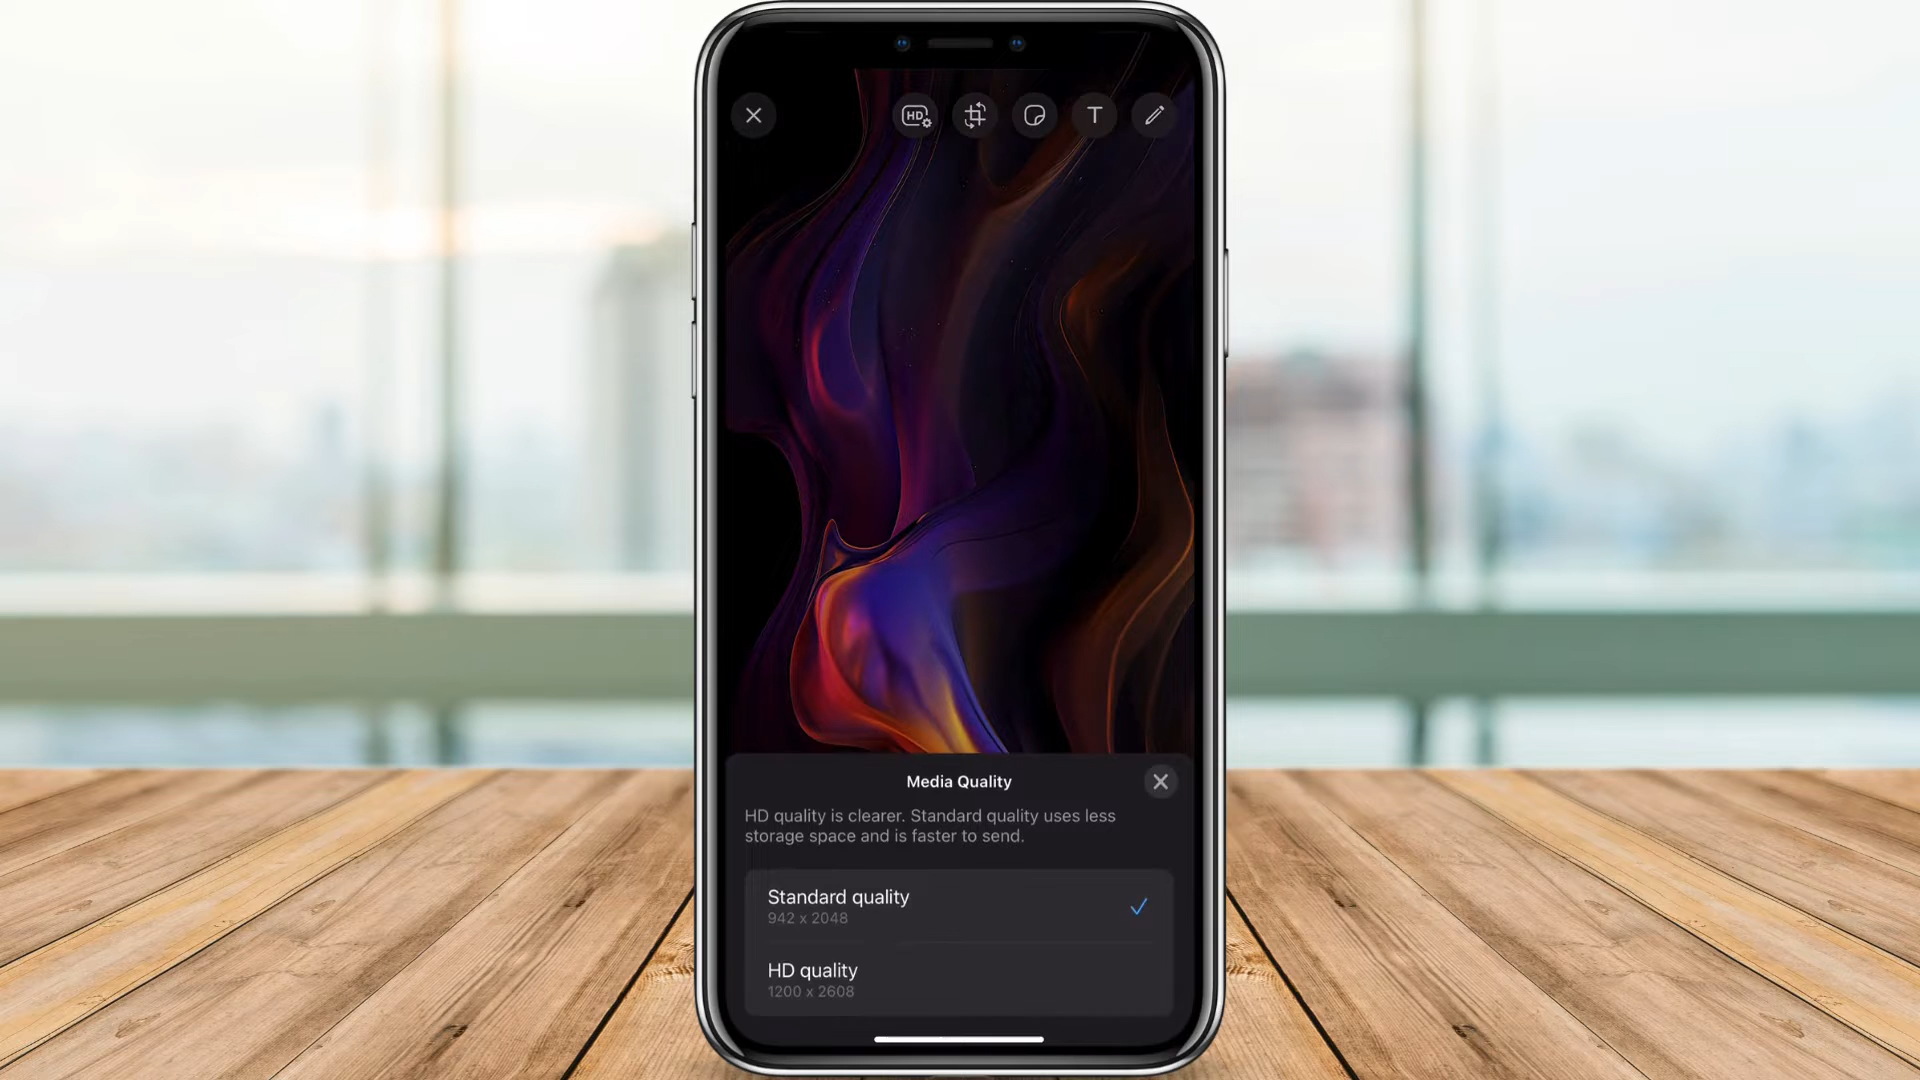 HD
T
Media Quality
HD quality is clearer. Standard quality uses less
storage space and is faster to send.
Standard quality
942 x 2048
HD quality
1200 x 2608